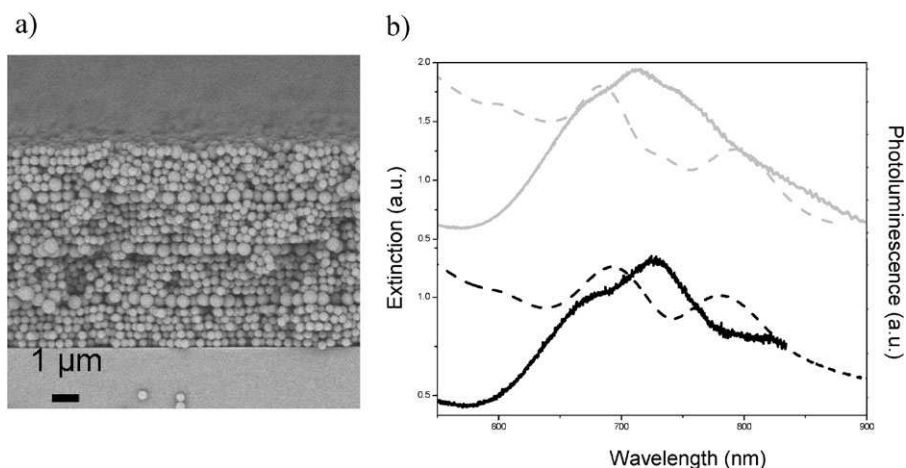 a)
b)
1 μm
2.0
1.5
1.0
0.5
1.0
0.5
Extinction (a.u.)
Photoluminescence (a.u.)
600
700
800
900
Wavelength (nm)